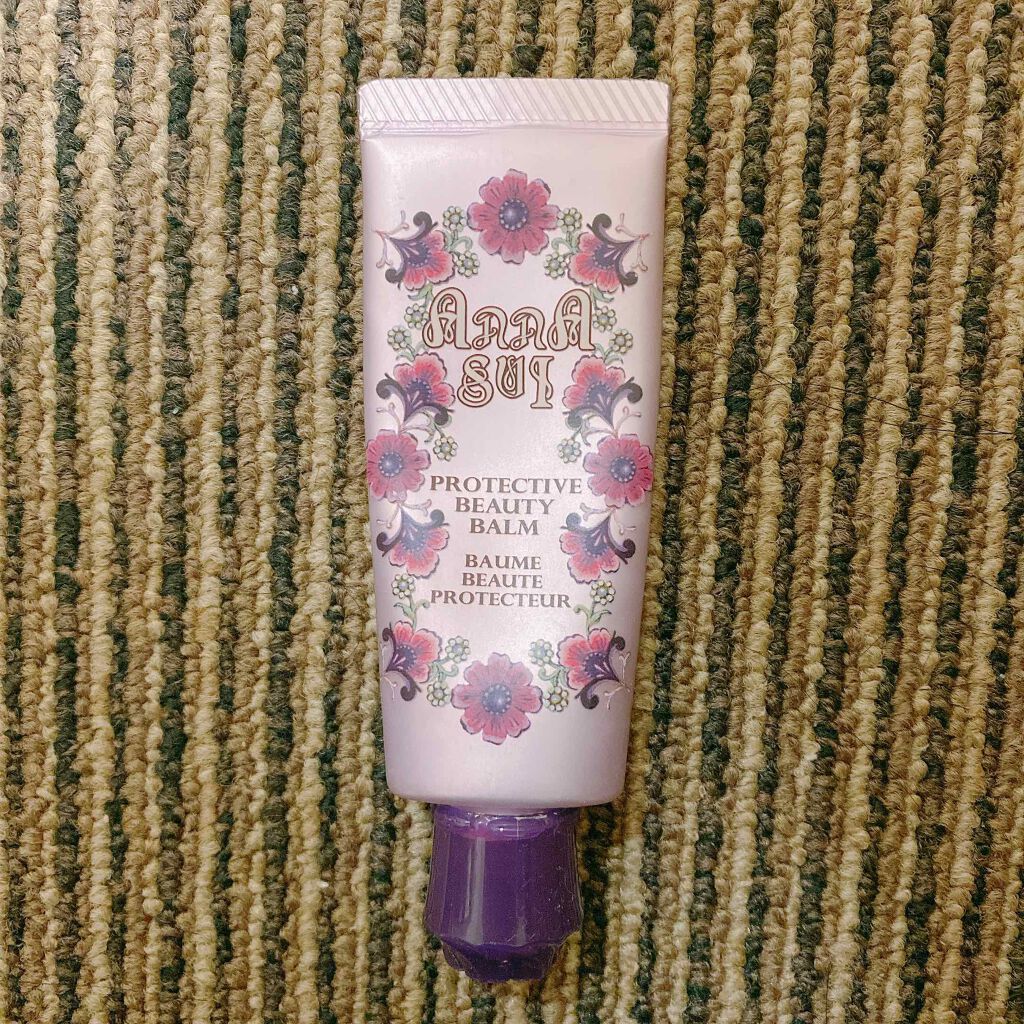 ANNA
SUI
PROTECTIVE
BEAUTY
BALM
BAUME
BEAUTE
PROTECTEUR